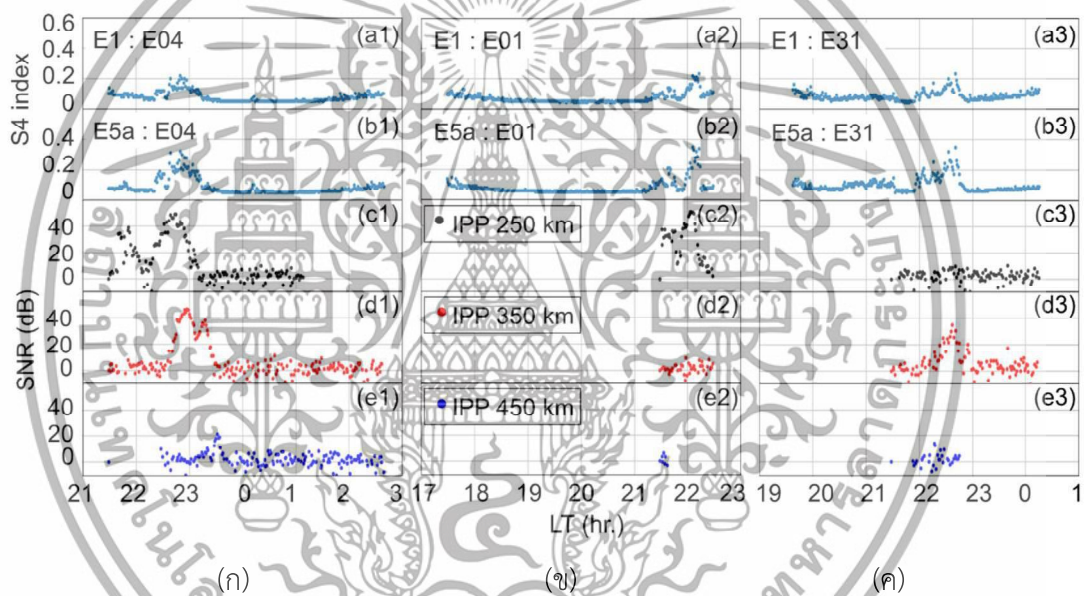 0.6
0.4
0.2
0
S4 index
E1 : E04
(a1)
E1 : E01
(a2)
E1 : E31
(a3)
0.4
0.2
0
E5a : E04
(b1)
E5a : E01
(b2)
E5a : E31
(b3)
40
20
0
(c1)
IPP 250 km
(c2)
(c3)
SNR (dB)
40
20
0
(d1)
IPP 350 km
(d2)
(d3)
40
20
0
(e1)
IPP 450 km
(e2)
(e3)
21 22 23 0 1 2 3
17 18 19 20 21 22 23
19 20 21 22 23 0 1
LT (hr.)
(ก) (ข) (ค)